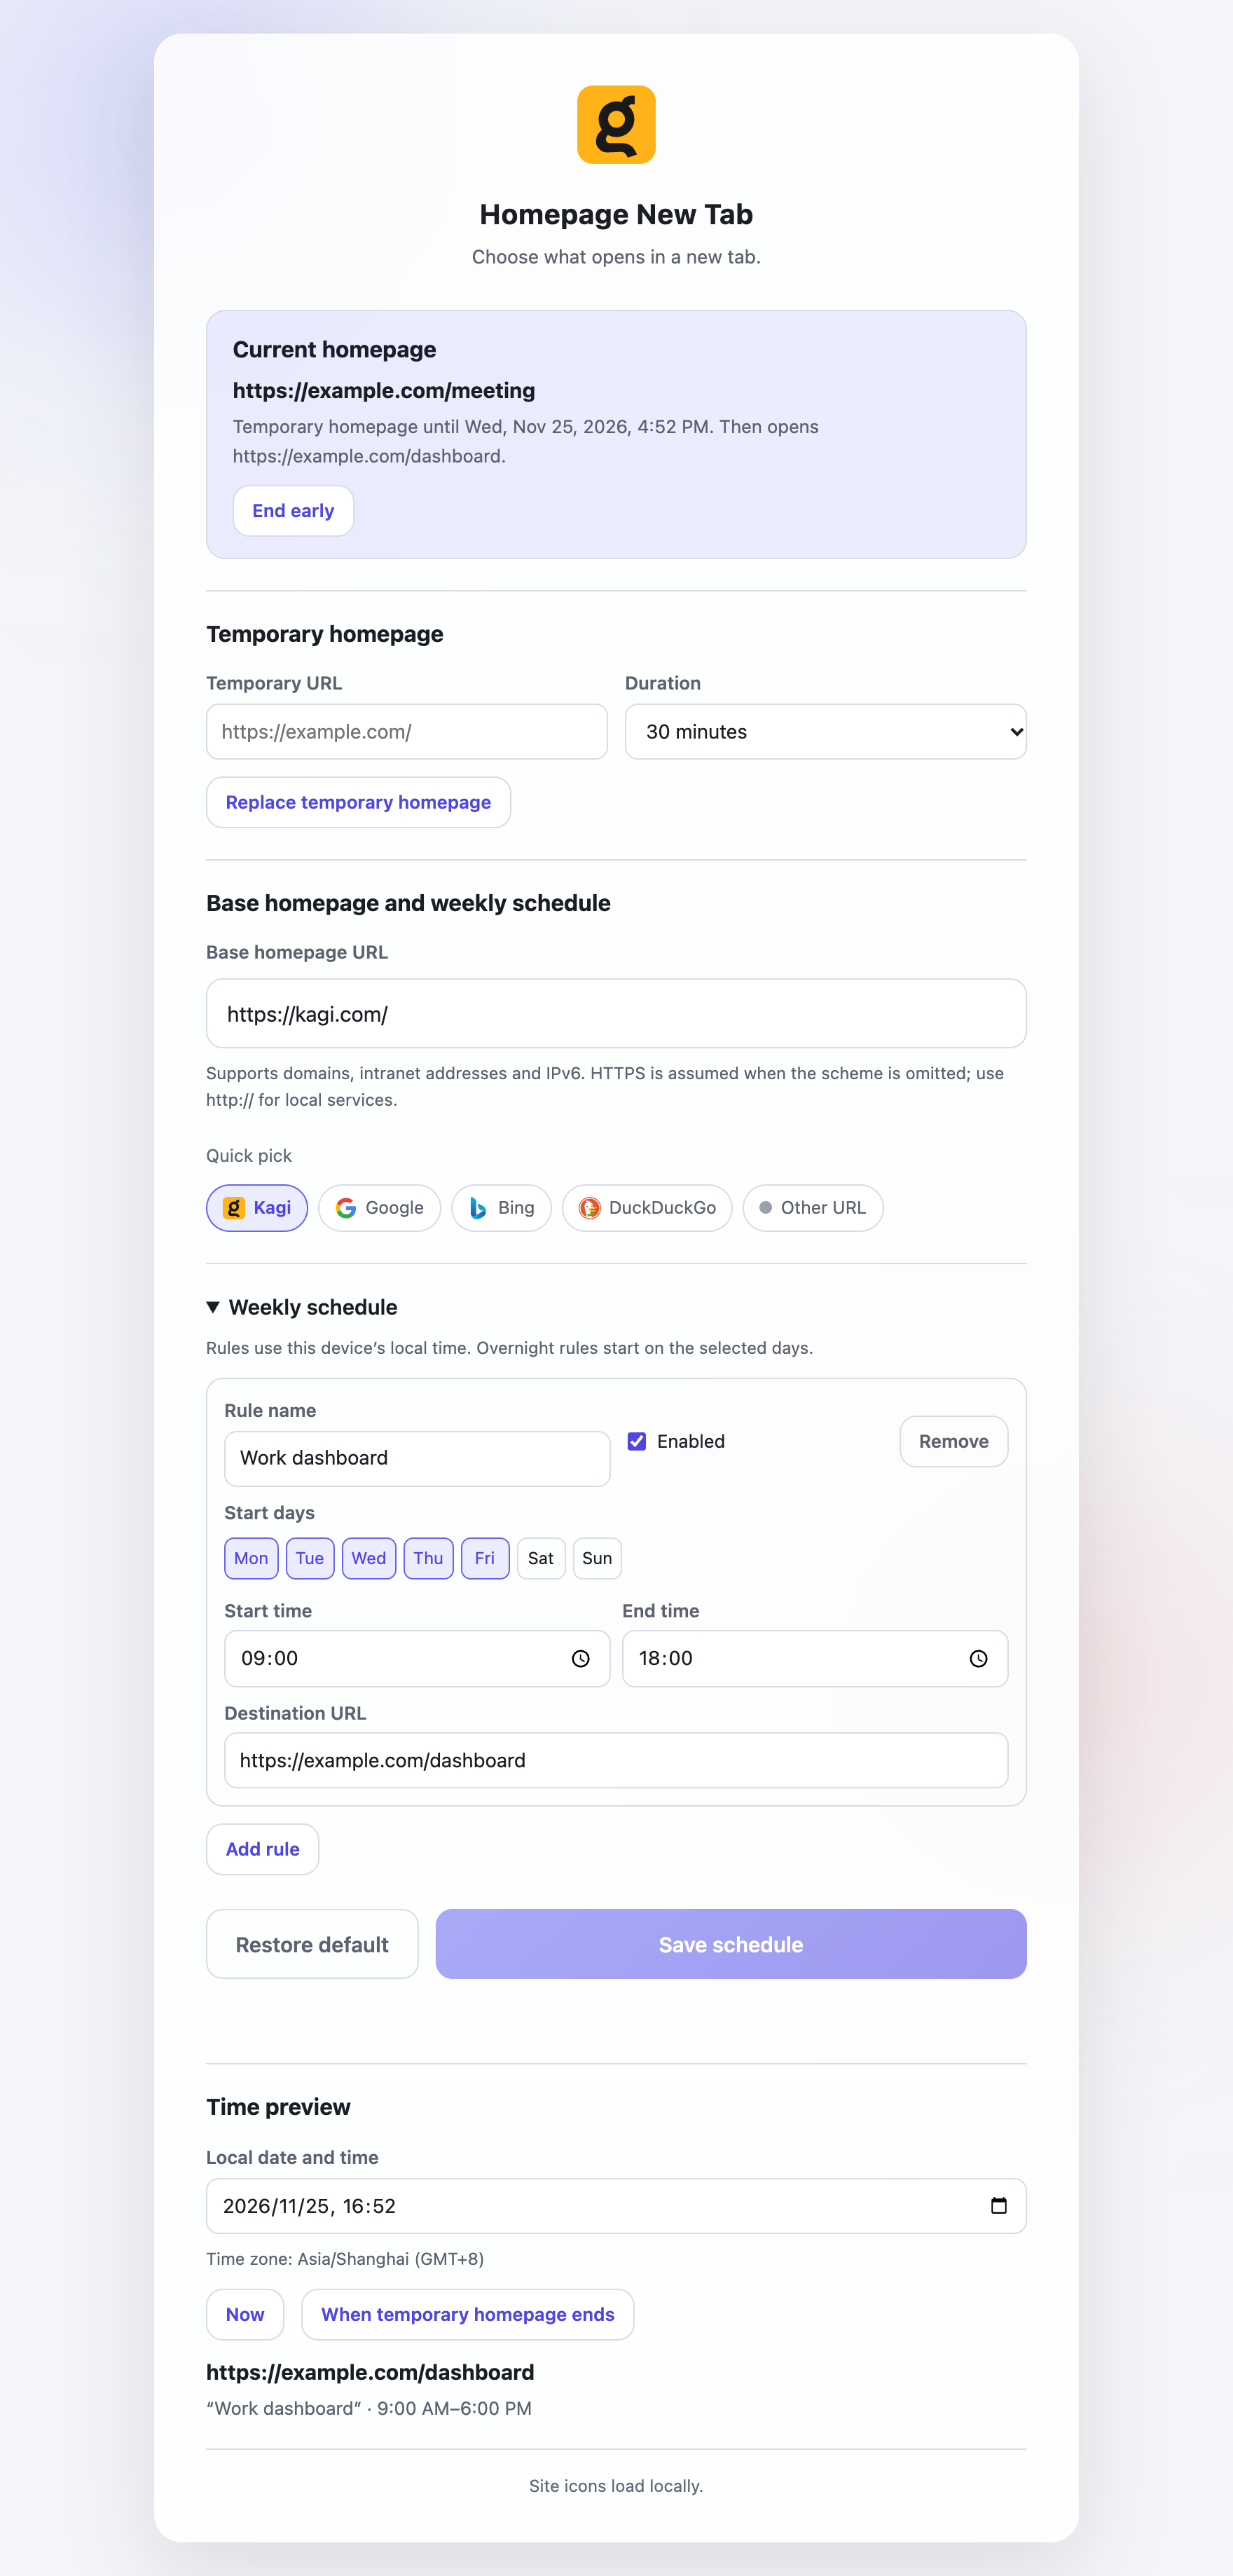 g
Homepage New Tab
Choose what opens in a new tab.
Current homepage
https://example.com/meeting
Temporary homepage until Wed, Nov 25, 2026, 4:52 PM. Then opens
https://example.com/dashboard.
End early
Temporary homepage
Temporary URL
Duration
https://example.com/
30 minutes
Replace temporary homepage
Base homepage and weekly schedule
Base homepage URL
https://kagi.com/
Supports domains, intranet addresses and IPv6. HTTPS is assumed when the scheme is omitted; use
http:// for local services.
Quick pick
g Kagi
Google
Bing
DuckDuckGo
Other URL
Weekly schedule
Rules use this device’s local time. Overnight rules start on the selected days.
Rule name
Work dashboard
Enabled
Remove
Start days
Mon Tue Wed Thu Fri Sat Sun
Start time
End time
09:00
18:00
Destination URL
https://example.com/dashboard
Add rule
Restore default
Save schedule
Time preview
Local date and time
2026/11/25, 16:52
Time zone: Asia/Shanghai (GMT+8)
Now
When temporary homepage ends
https://example.com/dashboard
“Work dashboard” · 9:00 AM–6:00 PM
Site icons load locally.